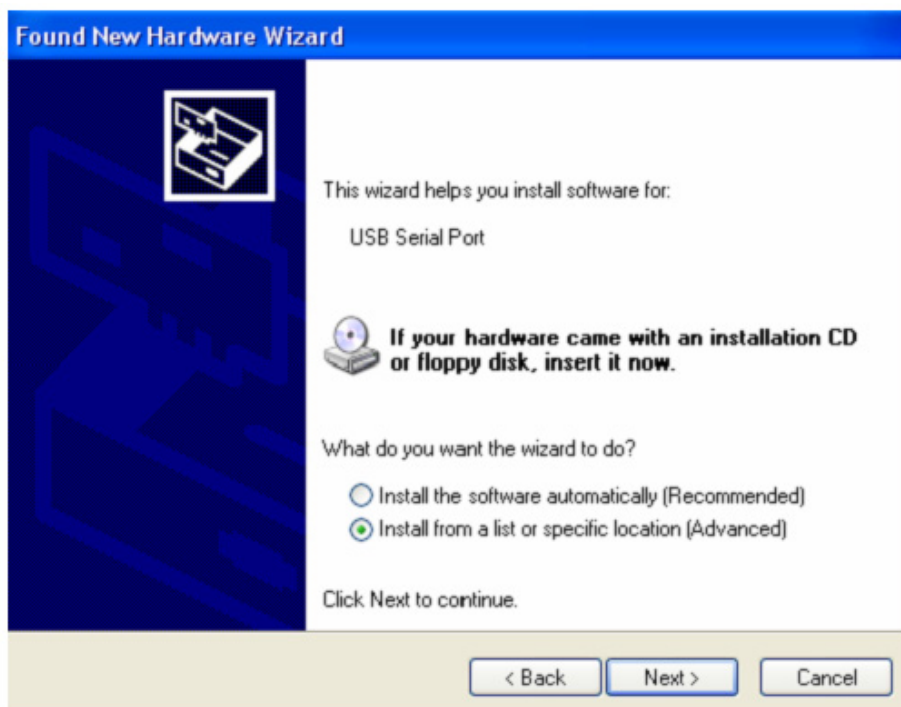 Found New Hardware Wizard
This wizard helps you install software for:
USB Serial Port
If your hardware came with an installation CD
or floppy disk, insert it now.
What do you want the wizard to do?
Install the software automatically (Recommended)
Install from a list or specific location (Advanced)
Click Next to continue.
< Back
Next >
Cancel